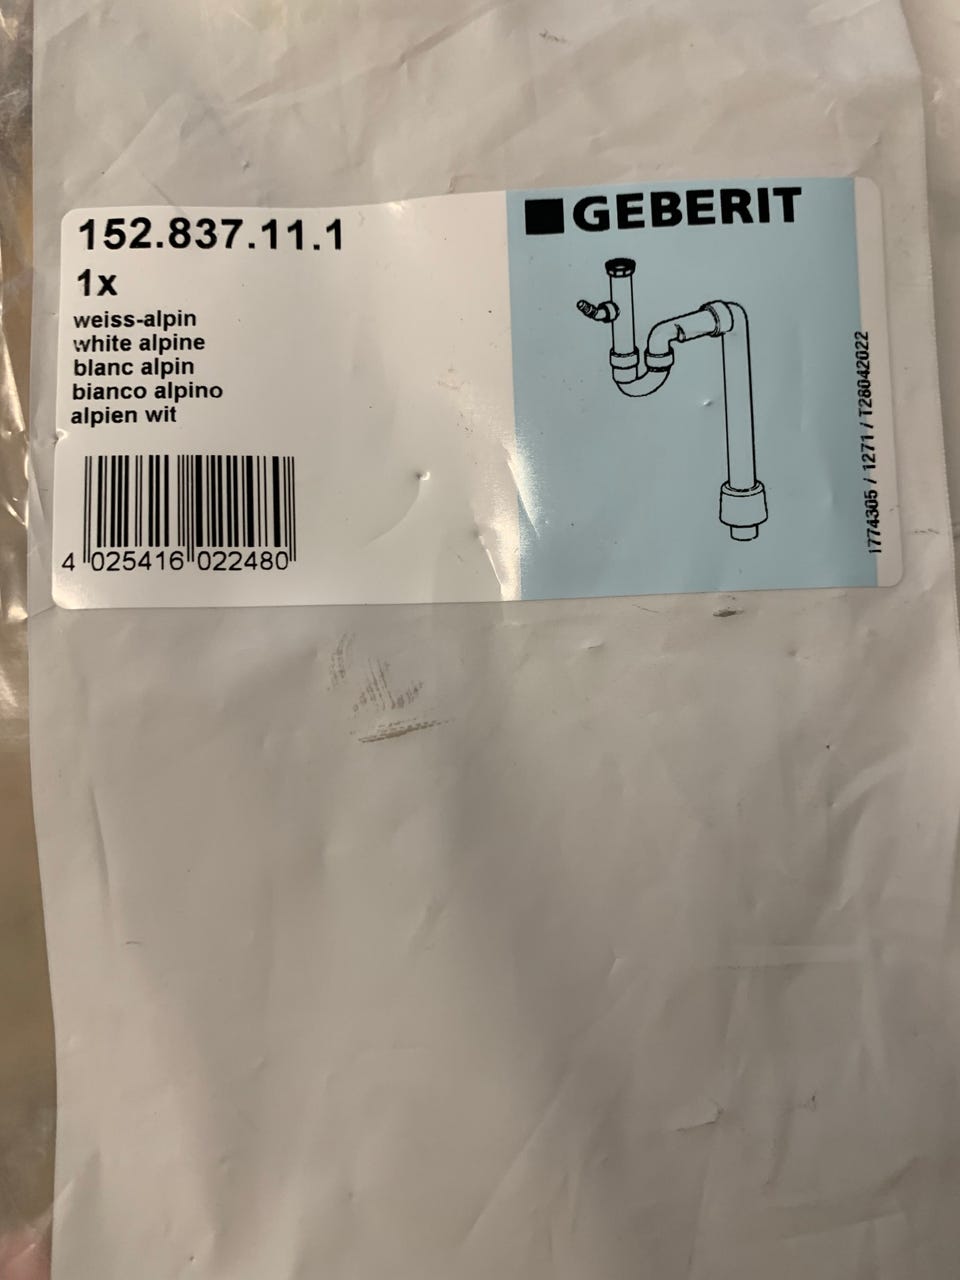 152.837.11.1
1x
weiss-alpin
white alpine
blanc alpin
bianco alpino
alpien wit
4 025416 022480
GEBERIT
1774305 / 1271 / T28042022